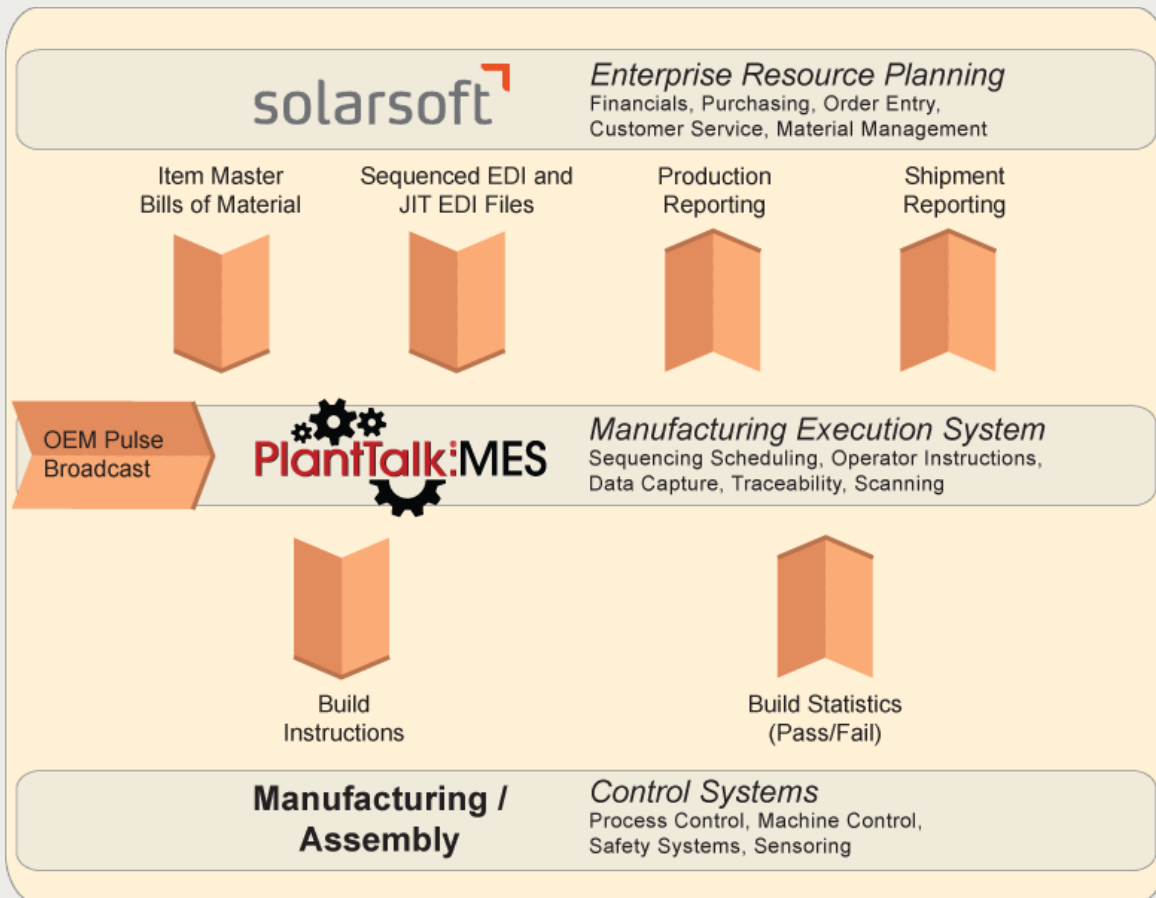 solarsoft
Enterprise Resource Planning
Financials, Purchasing, Order Entry,
Customer Service, Material Management
Item Master
Bills of Material
Sequenced EDI and
JIT EDI Files
Production
Reporting
Shipment
Reporting
OEM Pulse
Broadcast
PlantTalk:MES
Manufacturing Execution System
Sequencing Scheduling, Operator Instructions,
Data Capture, Traceability, Scanning
Build
Instructions
Build Statistics
(Pass/Fail)
Manufacturing /
Assembly
Control Systems
Process Control, Machine Control,
Safety Systems, Sensoring